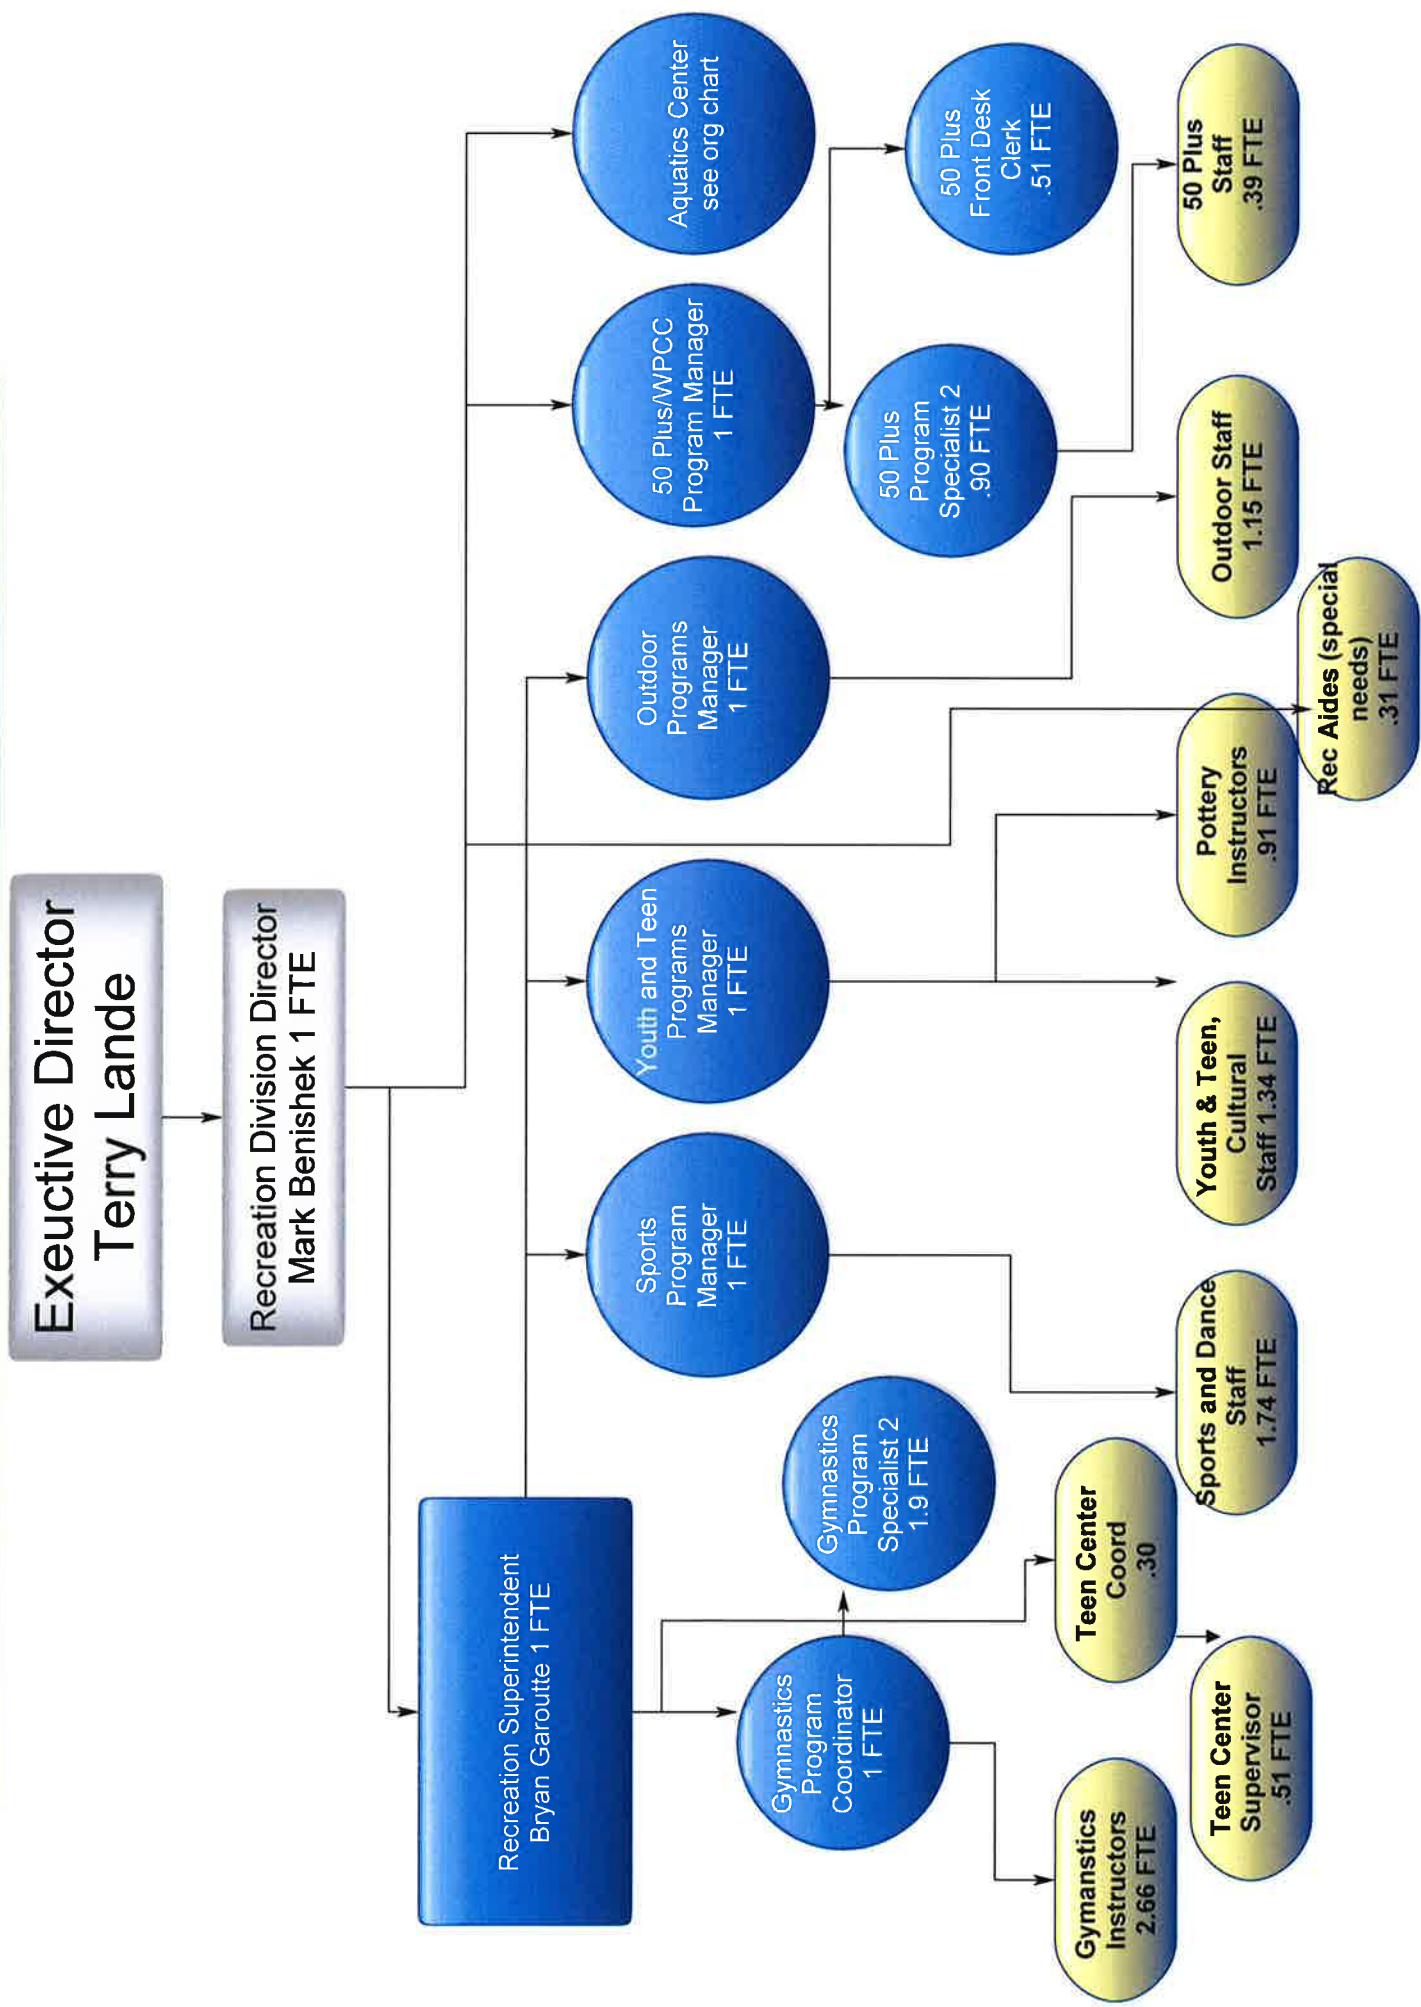 Exeuctive Director
Terry Lande
Recreation Division Director
Mark Benishek 1 FTE
Recreation Superintendent
Bryan Garoutte 1 FTE
Sports
Program
Manager
1 FTE
Youth and Teen
Programs
Manager
1 FTE
Outdoor
Programs
Manager
1 FTE
50 Plus/WPCC
Program Manager
1 FTE
Aquatics Center
see org chart
Gymnastics
Program
Coordinator
1 FTE
Gymnastics
Program
Specialist 2
1.9 FTE
50 Plus
Program
Specialist 2
.90 FTE
50 Plus
Front Desk
Clerk
.51 FTE
Gymanstics
Instructors
2.66 FTE
Teen Center
Coord
.30
Teen Center
Supervisor
.51 FTE
Sports and Dance
Staff
1.74 FTE
Youth & Teen,
Cultural
Staff 1.34 FTE
Pottery
Instructors
.91 FTE
Rec Aides (special
needs)
.31 FTE
Outdoor Staff
1.15 FTE
50 Plus
Staff
.39 FTE